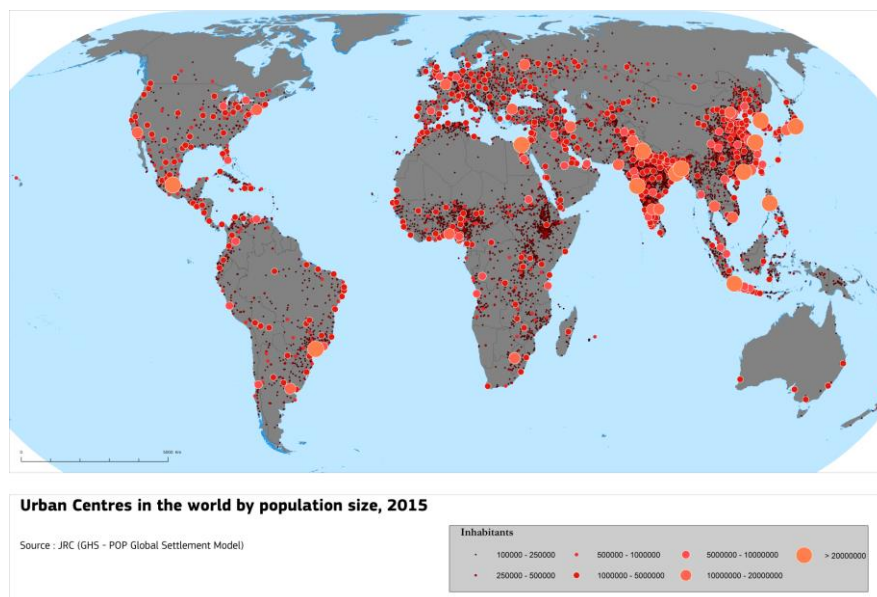 Urban Centres in the world by population size, 2015
Source : JRC (GHS - POP Global Settlement Model)
Inhabitants
100000 - 250000
500000 - 1000000
5000000 - 10000000
> 20000000
250000 - 500000
1000000 - 5000000
10000000 - 20000000